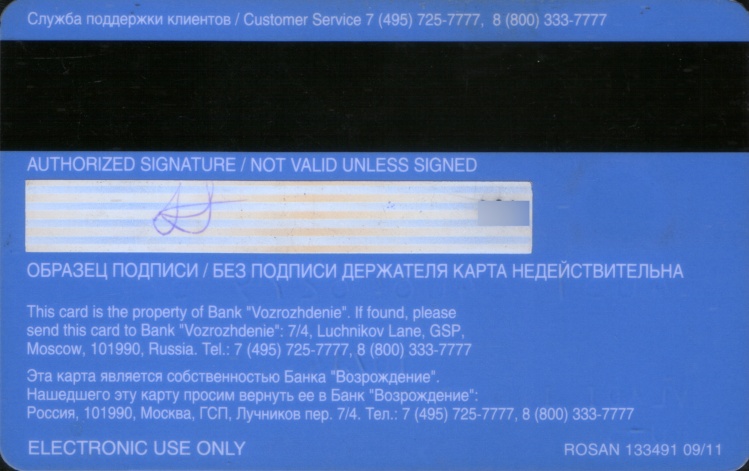 Служба поддержки клиентов / Customer Service 7 (495) 725-7777, 8 (800) 333-7777
AUTHORIZED SIGNATURE / NOT VALID UNLESS SIGNED
ОБРАЗЕЦ ПОДПИСИ / БЕЗ ПОДПИСИ ДЕРЖАТЕЛЯ КАРТА НЕДЕЙСТВИТЕЛЬНА
This card is the property of Bank "Vozrozhdenie". If found, please
send this card to Bank "Vozrozhdenie": 7/4, Luchnikov Lane, GSP,
Moscow, 101990, Russia. Tel.: 7 (495) 725-7777, 8 (800) 333-7777
Эта карта является собственностью Банка "Возрождение".
Нашедшего эту карту просим вернуть ее в Банк "Возрождение":
Россия, 101990, Москва, ГСП, Лучников пер. 7/4. Тел.: 7 (495) 725-7777, 8 (800) 333-7777
ELECTRONIC USE ONLY
ROSAN 133491 09/11